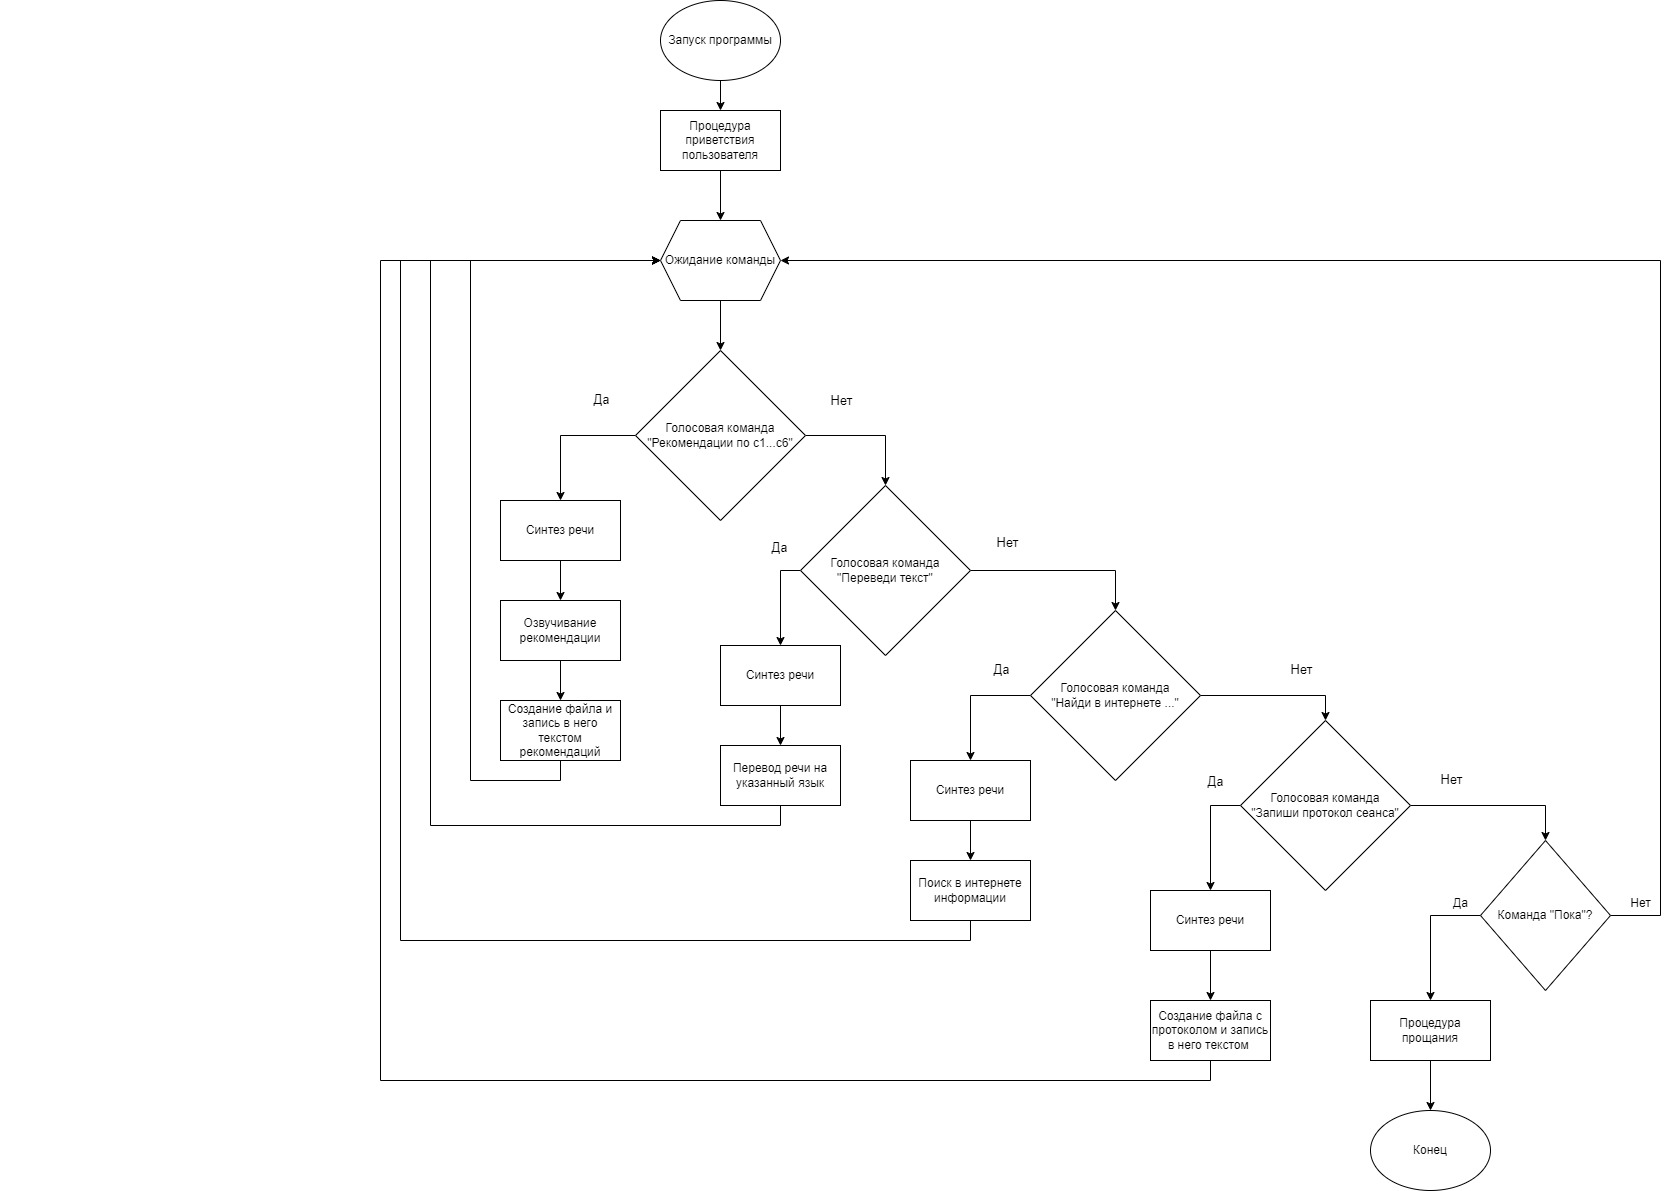 Запуск программы
Процедура
приветствия
пользователя
Ожидание команды
Да
Нет
Голосовая команда
"Рекомендации по с1...с6"
Синтез речи
Озвучивание
рекомендации
Создание файла и
запись в него
текстом
рекомендаций
Да
Нет
Голосовая команда
"Переведи текст"
Синтез речи
Перевод речи на
указанный язык
Да
Нет
Голосовая команда
"Найди в интернете ..."
Синтез речи
Поиск в интернете
информации
Да
Нет
Голосовая команда
"Запиши протокол сеанса"
Синтез речи
Создание файла с
протоколом и запись
в него текстом
Да
Нет
Команда "Пока"?
Процедура
прощания
Конец